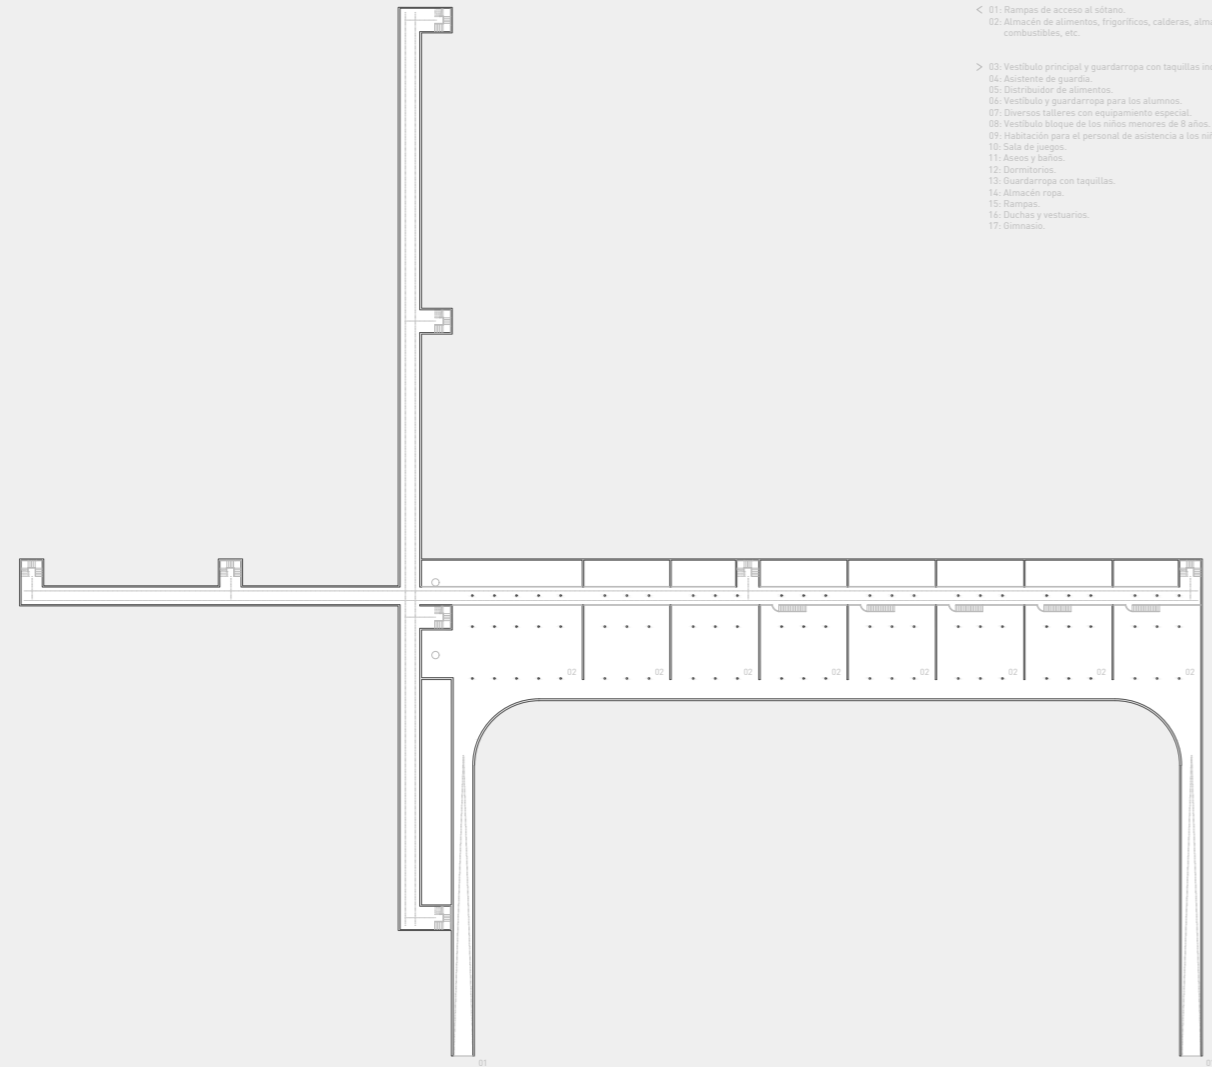 < 01: Rampas de acceso al sótano.
02: Almacén de alimentos, frigoríficos, calderas,
combustibles, etc.
> 03: Vestíbulo principal y guardarropa con taquillas
04: Asistente de guardia.
05: Distribuidor de alimentos.
06: Vestíbulo y guardarropa para los alumnos.
07: Diversos talleres con equipamiento especial.
08: Vestíbulo bloque de los niños menores de 8 años.
09: Habitación para el personal de asistencia a los
10: Sala de juegos.
11: Aseos y baños.
12: Dormitorios.
13: Guardarropa con taquillas.
14: Almacén ropa.
15: Rampas.
16: Duchas y vestuarios.
17: Gimnasio.
02 02 02 02 02 02 02 02
01